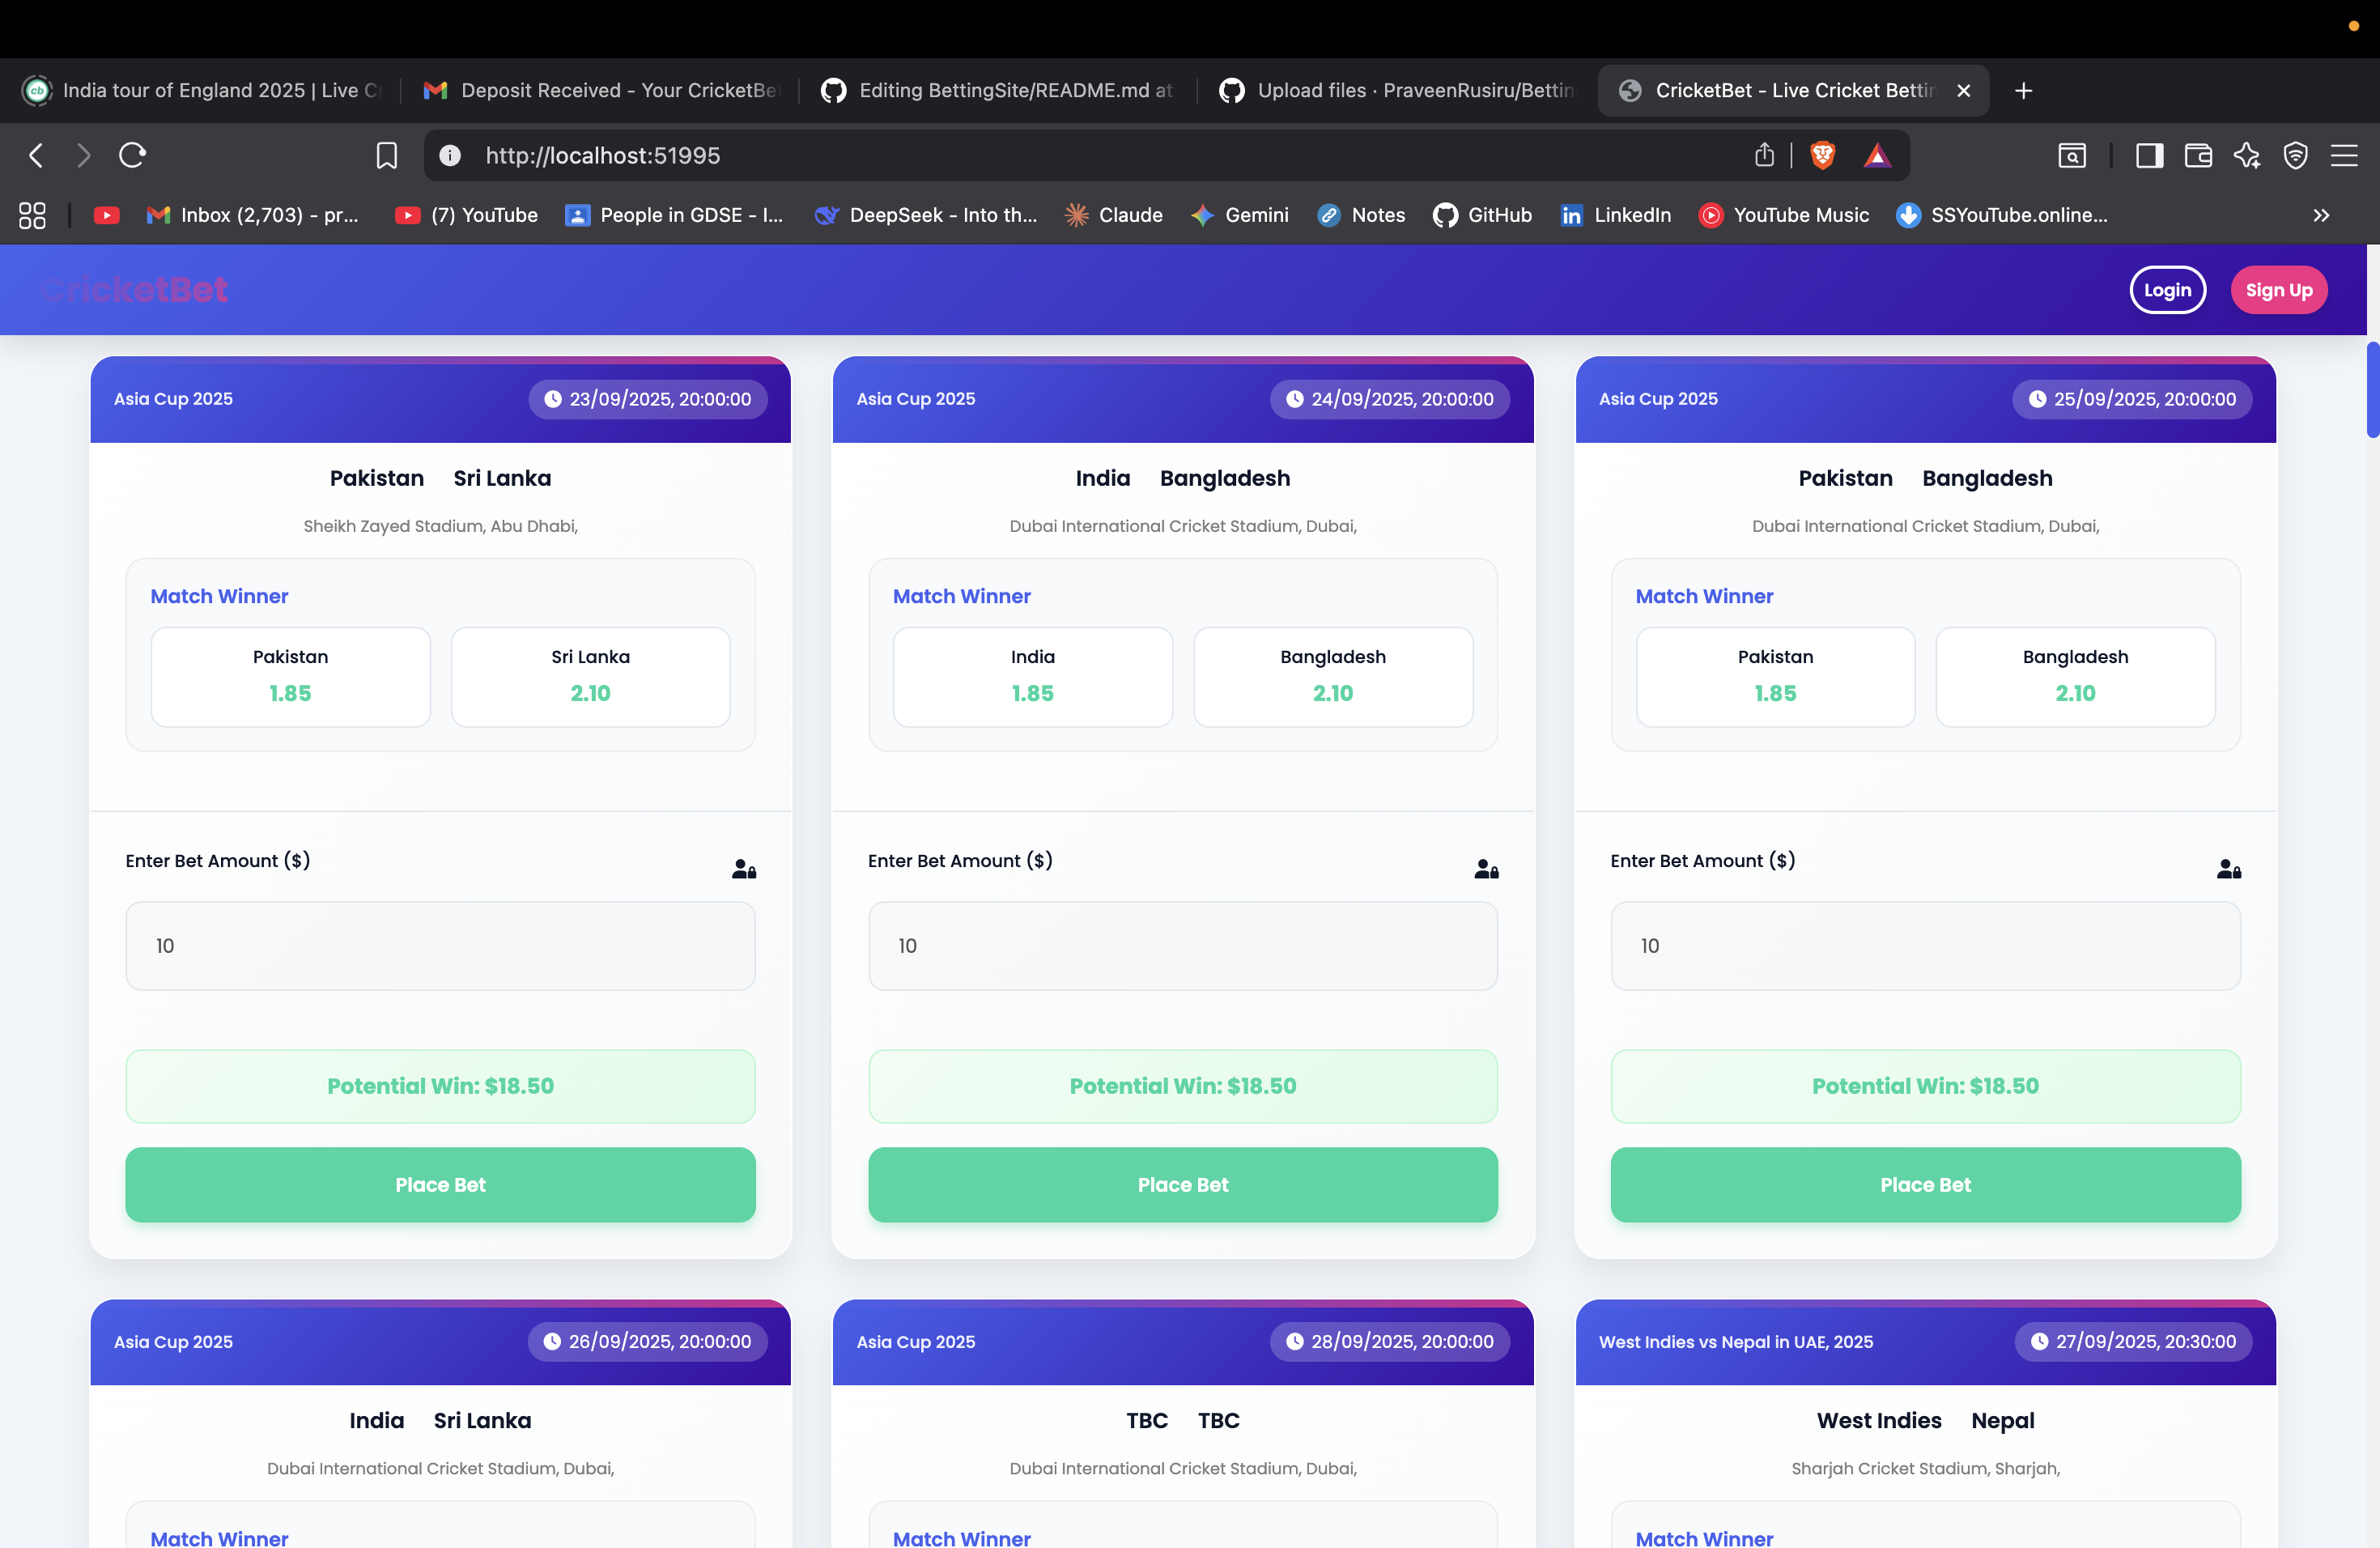 India tour of England 2025 | Live C
Deposit Received - Your CricketBe
Editing BettingSite/README.md at
Upload files · PraveenRusiru/Bettin
CricketBet - Live Cricket Bettin
http://localhost:51995
Inbox (2,703) - pr...
(7) YouTube
People in GDSE - I...
DeepSeek - Into th...
Claude
Gemini
Notes
GitHub
LinkedIn
YouTube Music
SSYouTube.online...
CricketBet
Login
Sign Up
Asia Cup 2025
23/09/2025, 20:00:00
Pakistan Sri Lanka
Sheikh Zayed Stadium, Abu Dhabi,
Match Winner
Pakistan
1.85
Sri Lanka
2.10
Enter Bet Amount ($)
10
Potential Win: $18.50
Place Bet
Asia Cup 2025
24/09/2025, 20:00:00
India Bangladesh
Dubai International Cricket Stadium, Dubai,
Match Winner
India
1.85
Bangladesh
2.10
Enter Bet Amount ($)
10
Potential Win: $18.50
Place Bet
Asia Cup 2025
25/09/2025, 20:00:00
Pakistan Bangladesh
Dubai International Cricket Stadium, Dubai,
Match Winner
Pakistan
1.85
Bangladesh
2.10
Enter Bet Amount ($)
10
Potential Win: $18.50
Place Bet
Asia Cup 2025
26/09/2025, 20:00:00
India Sri Lanka
Dubai International Cricket Stadium, Dubai,
Match Winner
Asia Cup 2025
28/09/2025, 20:00:00
TBC TBC
Dubai International Cricket Stadium, Dubai,
Match Winner
West Indies vs Nepal in UAE, 2025
27/09/2025, 20:30:00
West Indies Nepal
Sharjah Cricket Stadium, Sharjah,
Match Winner